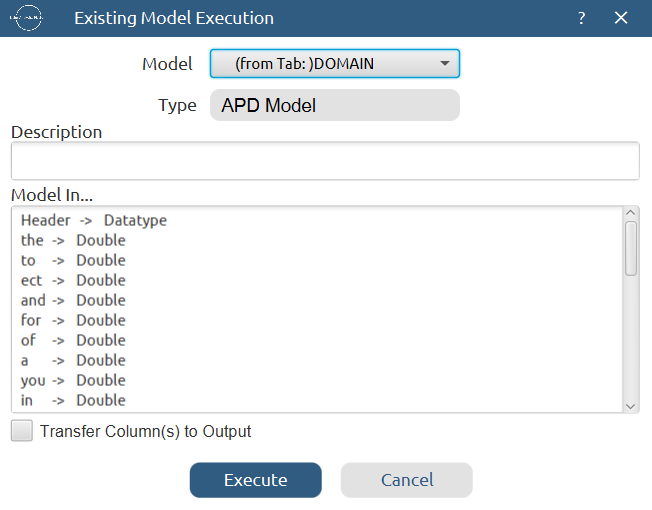 Existing Model Execution ?
Model (from Tab: )DOMAIN
Type APD Model
Description
Model In...
Header -> Datatype
the -> Double
to -> Double
ect -> Double
and -> Double
for -> Double
of -> Double
a -> Double
you -> Double
in -> Double
Transfer Column(s) to Output
Execute Cancel